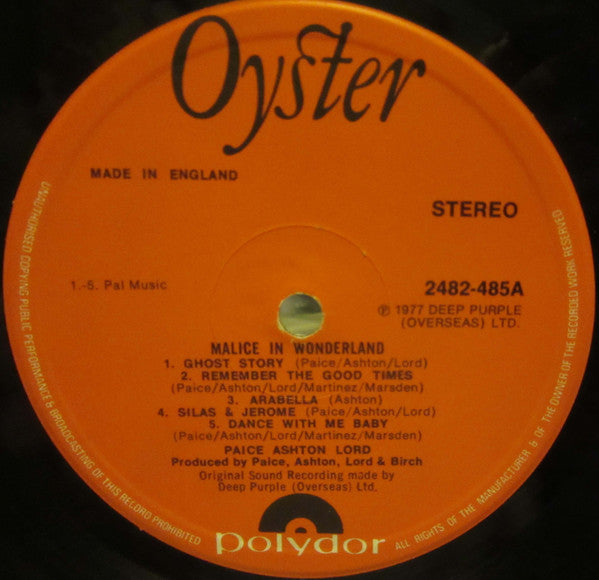 Oyster
MADE IN ENGLAND
STEREO
1.-5. Pal Music
2482-485A
℗ 1977 DEEP PURPLE
(OVERSEAS) LTD.
MALICE IN WONDERLAND
1. GHOST STORY (Paice/Ashton/Lord)
2. REMEMBER THE GOOD TIMES
(Paice/Ashton/Lord/Martinez/Marsden)
3. ARABELLA (Ashton)
4. SILAS & JEROME (Paice/Ashton/Lord)
5. DANCE WITH ME BABY
(Paice/Ashton/Lord/Martinez/Marsden)
PAICE ASHTON LORD
Produced by Paice, Ashton, Lord & Birch
Original Sound Recording made by
Deep Purple (Overseas) Ltd.
polydor
UNAUTHORISED COPYING PUBLIC PERFORMANCE & BROADCASTING OF THIS RECORD PROHIBITED
ALL RIGHTS OF THE MANUFACTURER & OF THE OWNER OF THE RECORDED WORK RESERVED